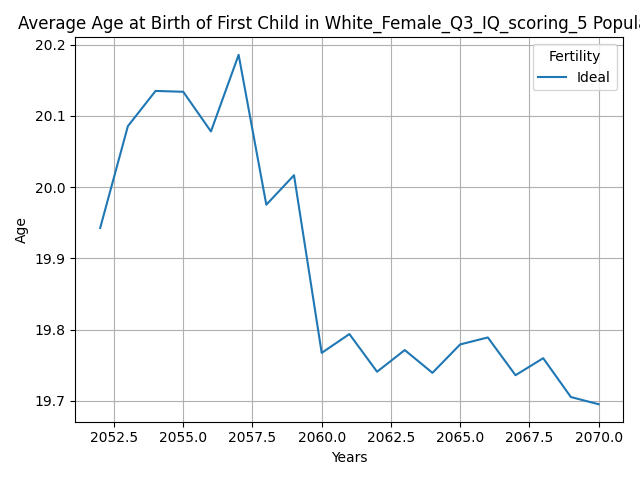 Average Age at Birth of First Child in White_Female_Q3_IQ_scoring_5 Popula
20.2
20.1
20.0
19.9
19.8
19.7
Age
Fertility
Ideal
2052.5 2055.0 2057.5 2060.0 2062.5 2065.0 2067.5 2070.0
Years